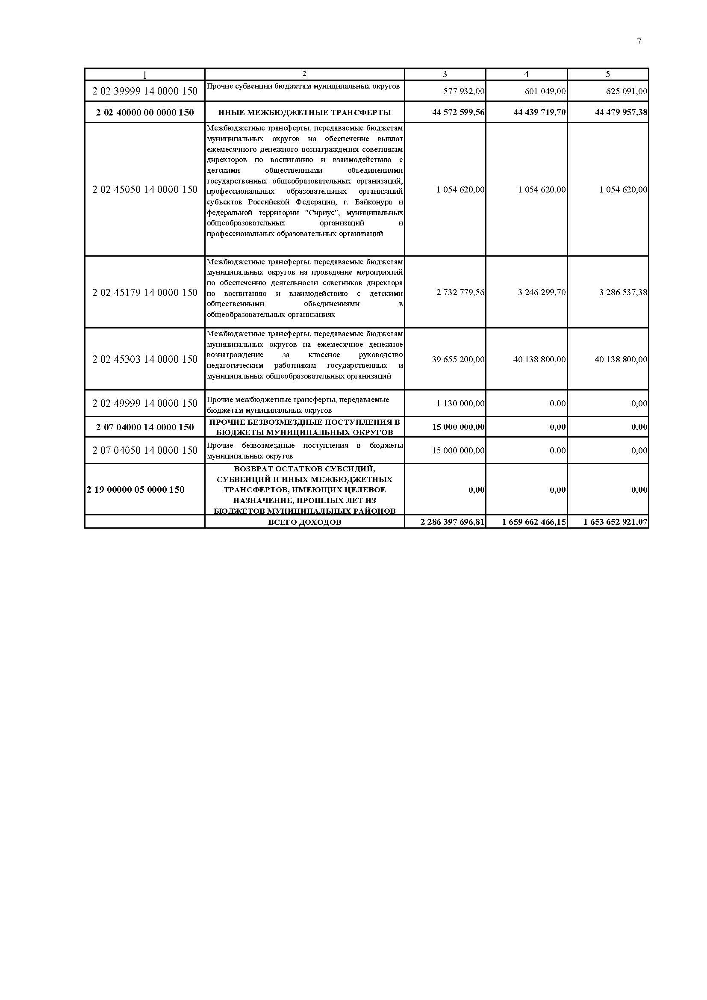 7
1 2 3 4 5
2 02 39999 14 0000 150 Прочие субвенции бюджетам муниципальных округов 577 932,00 601 049,00 625 091,00
2 02 40000 00 0000 150 ИНЫЕ МЕЖБЮДЖЕТНЫЕ ТРАНСФЕРТЫ 44 572 599,56 44 439 719,70 44 479 957,38
Межбюджетные трансферты, передаваемые бюджетам
муниципальных округов на обеспечение выплат
ежемесячного денежного вознаграждения советникам
директоров по воспитанию и взаимодействию с
детскими общественными объединениями
государственных общеобразовательных организаций,
2 02 45050 14 0000 150 профессиональных образовательных организаций 1 054 620,00 1 054 620,00 1 054 620,00
субъектов Российской Федерации, г. Байконура и
федеральной территории "Сириус", муниципальных
общеобразовательных организаций и
профессиональных образовательных организаций
Межбюджетные трансферты, передаваемые бюджетам
муниципальных округов на проведение мероприятий
по обеспечению деятельности советников директора
2 02 45179 14 0000 150 по воспитанию и взаимодействию с детскими 2 732 779,56 3 246 299,70 3 286 537,38
общественными объединениями в
общеобразовательных организациях
Межбюджетные трансферты, передаваемые бюджетам
муниципальных округов на ежемесячное денежное
2 02 45303 14 0000 150 вознаграждение за классное руководство 39 655 200,00 40 138 800,00 40 138 800,00
педагогическим работникам государственных и
муниципальных общеобразовательных организаций
2 02 49999 14 0000 150 Прочие межбюджетные трансферты, передаваемые 1 130 000,00 0,00 0,00
бюджетам муниципальных округов
2 07 04000 14 0000 150 ПРОЧИЕ БЕЗВОЗМЕЗДНЫЕ ПОСТУПЛЕНИЯ В 15 000 000,00 0,00 0,00
БЮДЖЕТЫ МУНИЦИПАЛЬНЫХ ОКРУГОВ
2 07 04050 14 0000 150 Прочие безвозмездные поступления в бюджеты 15 000 000,00 0,00 0,00
муниципальных округов
ВОЗВРАТ ОСТАТКОВ СУБСИДИЙ,
СУБВЕНЦИЙ И ИНЫХ МЕЖБЮДЖЕТНЫХ
2 19 00000 05 0000 150 ТРАНСФЕРТОВ, ИМЕЮЩИХ ЦЕЛЕВОЕ 0,00 0,00 0,00
НАЗНАЧЕНИЕ, ПРОШЛЫХ ЛЕТ ИЗ
БЮДЖЕТОВ МУНИЦИПАЛЬНЫХ РАЙОНОВ
ВСЕГО ДОХОДОВ 2 286 397 696,81 1 659 662 466,15 1 653 652 921,07